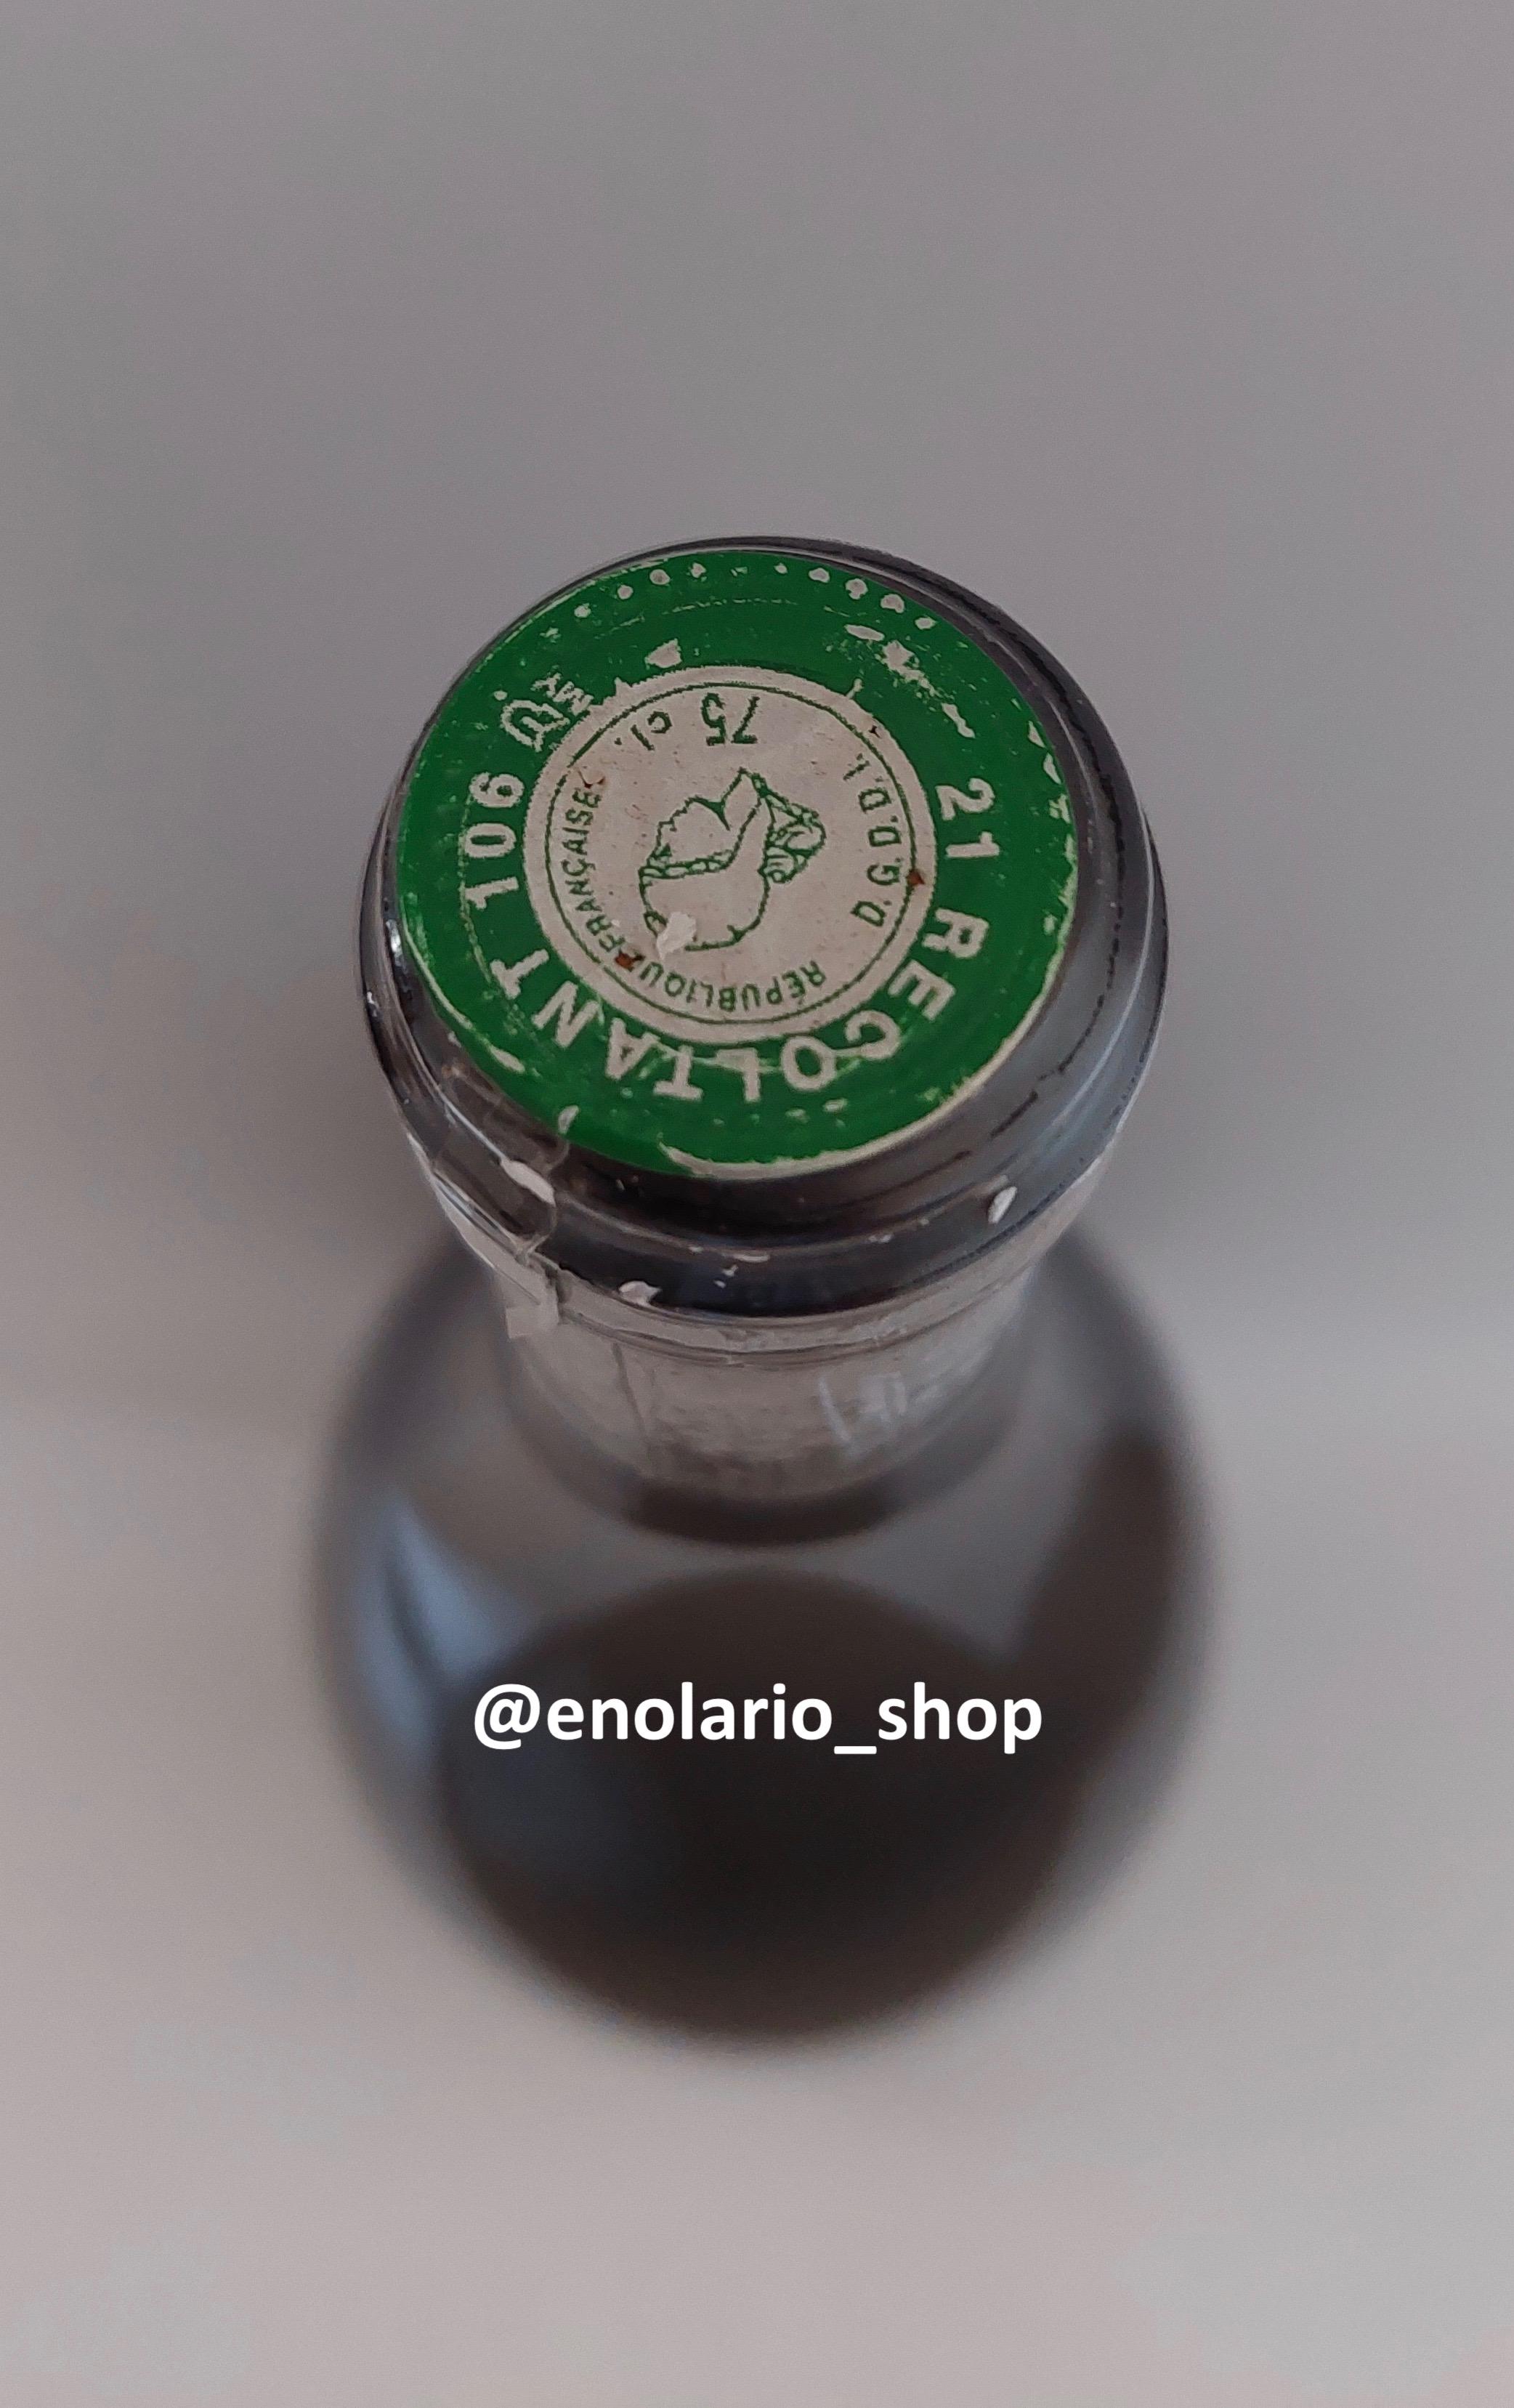 21 RECOLTANT 106
RÉPUBLIQUE FRANÇAISE
D.G.D.D.I.
75 cl.
@enolario_shop